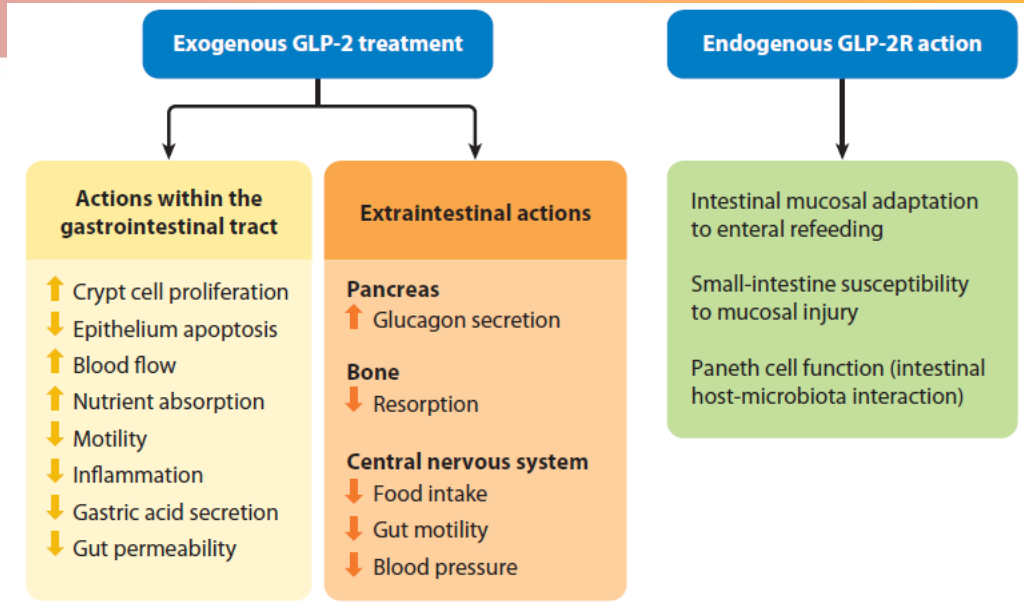 Exogenous GLP-2 treatment
Endogenous GLP-2R action
Actions within the
gastrointestinal tract
Crypt cell proliferation
Epithelium apoptosis
Blood flow
Nutrient absorption
Motility
Inflammation
Gastric acid secretion
Gut permeability
Extraintestinal actions
Pancreas
Glucagon secretion
Bone
Resorption
Central nervous system
Food intake
Gut motility
Blood pressure
Intestinal mucosal adaptation
to enteral refeeding
Small-intestine susceptibility
to mucosal injury
Paneth cell function (intestinal
host-microbiota interaction)